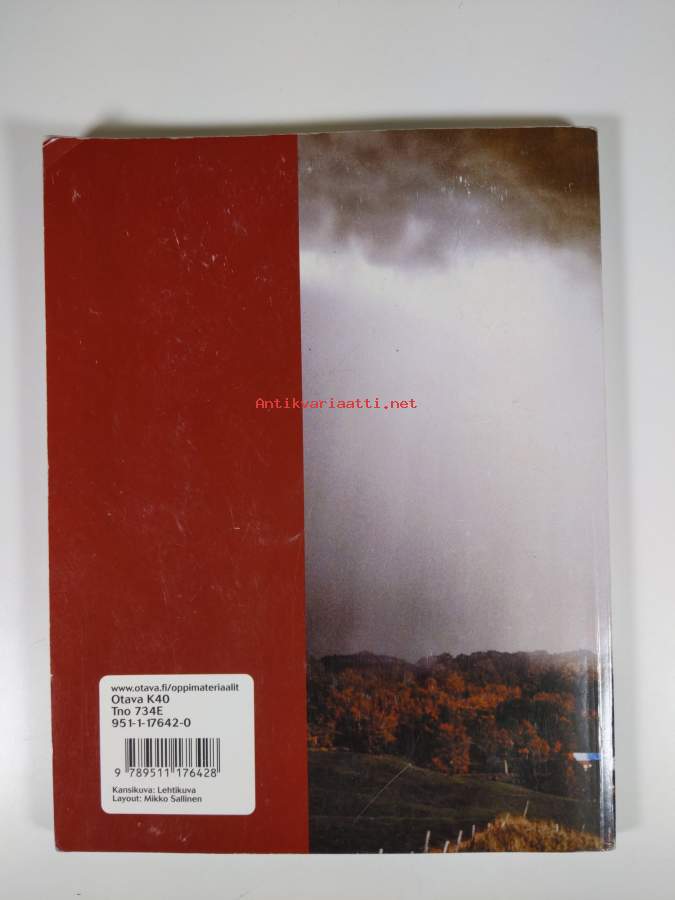 Antikvariaatti.net
www.otava.fi/oppimateriaalit
Otava K40
Tno 734E
951-1-17642-0
9 789511 176428
Kansikuva: Lehtikuva
Layout: Mikko Sallinen